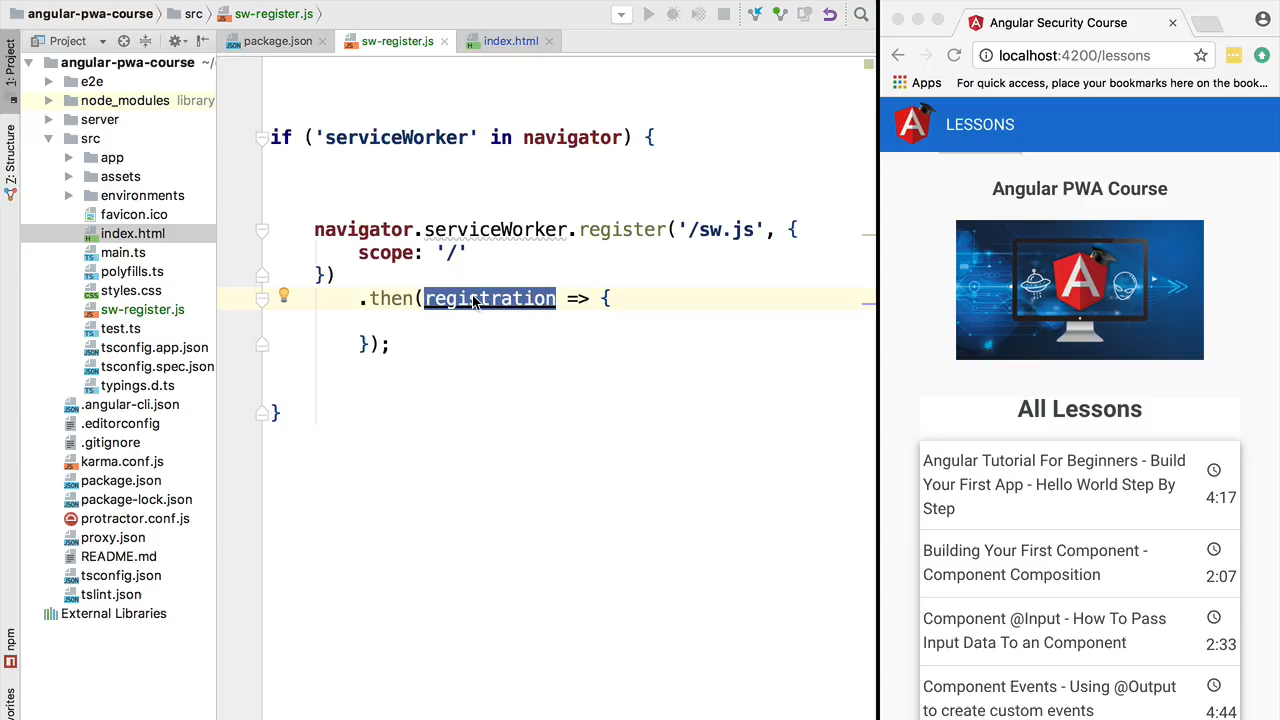 angular-pwa-course
src
sw-register.js
Project
package.json
sw-register.js
index.html
1: Project
Z: Structure
npm
vorites
angular-pwa-course ~/
e2e
node_modules library
server
src
app
assets
environments
favicon.ico
index.html
main.ts
polyfills.ts
styles.css
sw-register.js
test.ts
tsconfig.app.json
tsconfig.spec.json
typings.d.ts
.angular-cli.json
.editorconfig
.gitignore
karma.conf.js
package.json
package-lock.json
protractor.conf.js
proxy.json
README.md
tsconfig.json
tslint.json
External Libraries
if ('serviceWorker' in navigator) {
navigator.serviceWorker.register('/sw.js', {
scope: '/'
})
.then(registration => {
});
}
Angular Security Course
localhost:4200/lessons
Apps For quick access, place your bookmarks here on the book...
LESSONS
Angular PWA Course
All Lessons
Angular Tutorial For Beginners - Build
Your First App - Hello World Step By
Step
4:17
Building Your First Component -
Component Composition
2:07
Component @Input - How To Pass
Input Data To an Component
2:33
Component Events - Using @Output
to create custom events
4:44